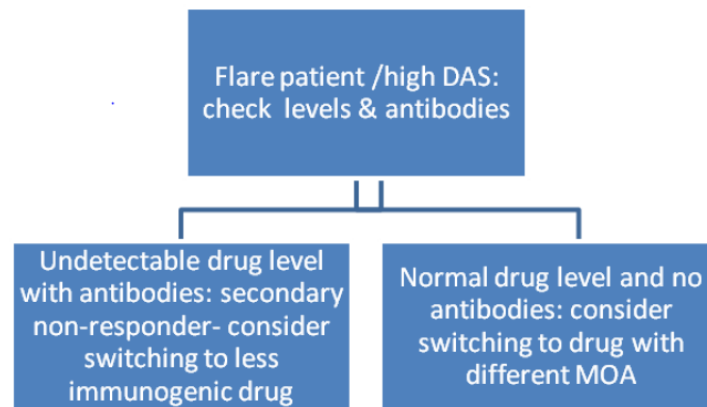 Flare patient /high DAS:
check levels & antibodies
Undetectable drug level
with antibodies: secondary
non-responder- consider
switching to less
immunogenic drug
Normal drug level and no
antibodies: consider
switching to drug with
different MOA